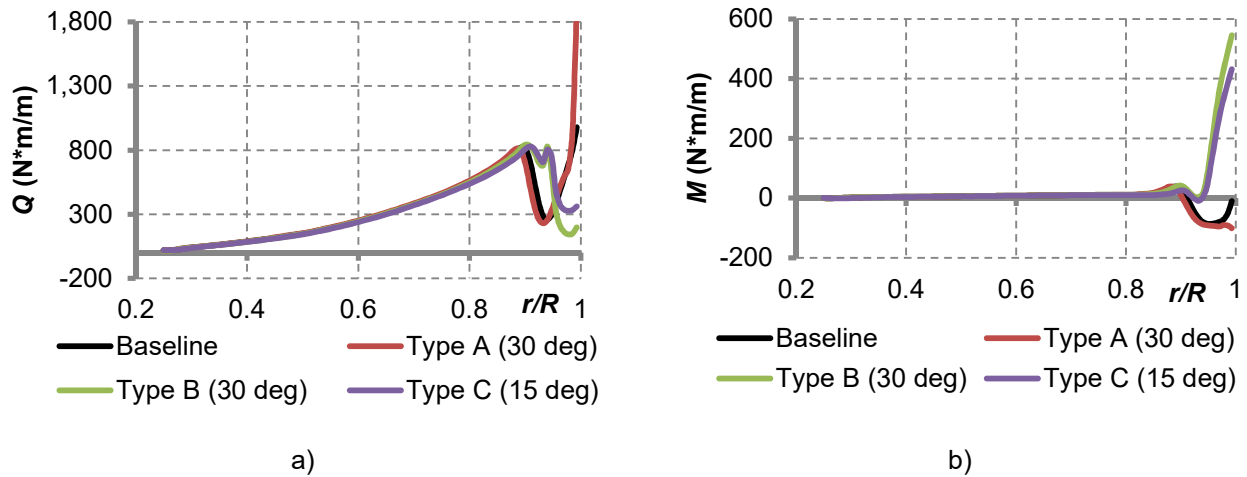 1,800
1,300
800
300
-200
Q (N*m/m)
0.2 0.4 0.6 0.8 r/R 1
Baseline Type A (30 deg)
Type B (30 deg) Type C (15 deg)
a)
600
400
200
0
-200
M (N*m/m)
0.2 0.4 0.6 0.8 r/R 1
Baseline Type A (30 deg)
Type B (30 deg) Type C (15 deg)
b)